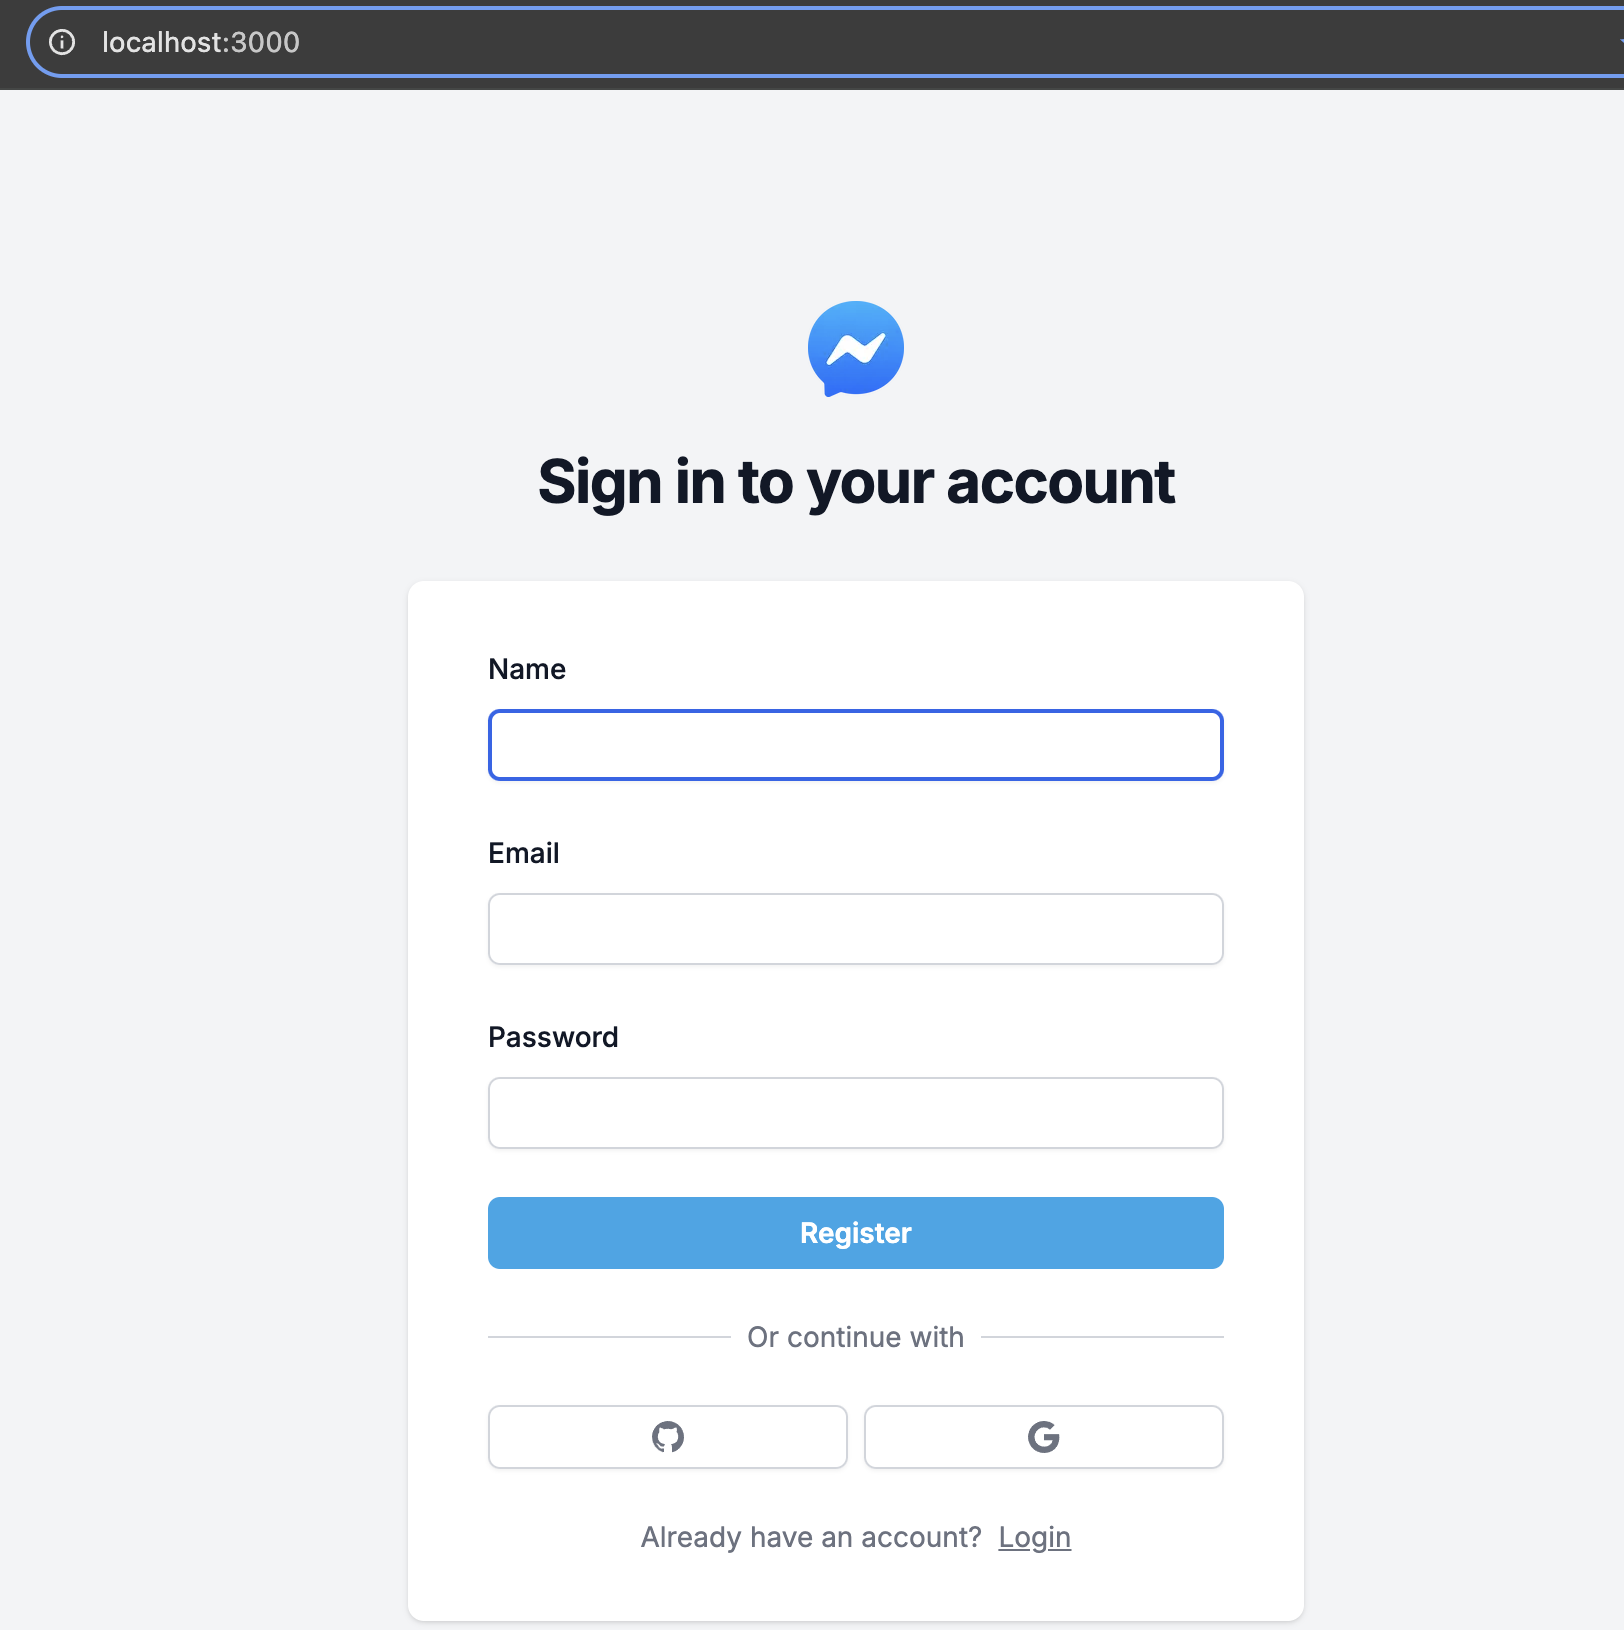 localhost:3000
Sign in to your account
Name
Email
Password
Register
Or continue with
Already have an account? Login